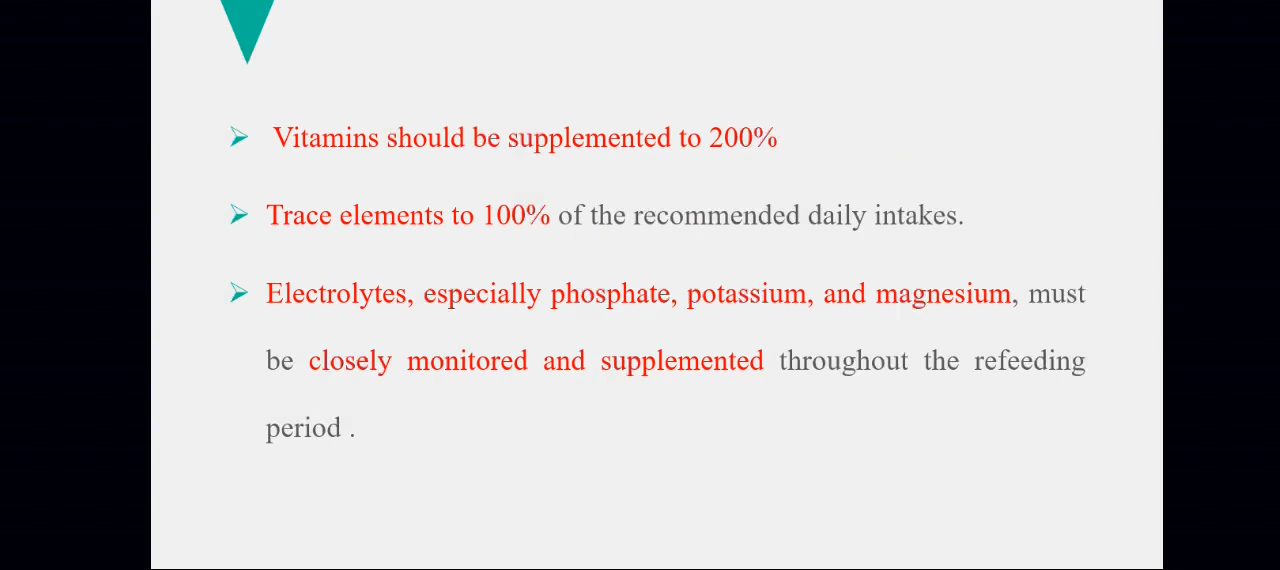 Vitamins should be supplemented to 200%
Trace elements to 100% of the recommended daily intakes.
Electrolytes, especially phosphate, potassium, and magnesium, must
be closely monitored and supplemented throughout the refeeding
period .